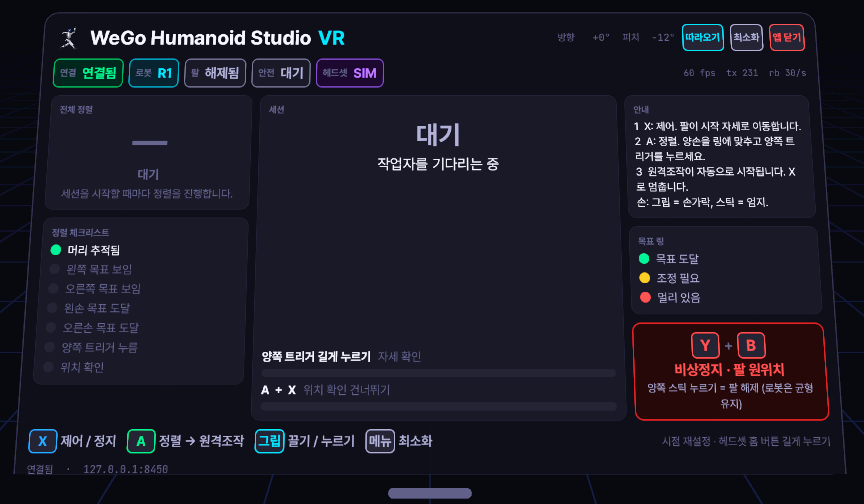 WeGo Humanoid Studio VR
방향 +0° 피치 -12° 따라오기 최소화 앱 닫기
연결 연결됨 로봇 R1 팔 해제됨 안전 대기 헤드셋 SIM
60 fps tx 231 rb 30/s
전체 정렬
—
대기
세션을 시작할 때마다 정렬을 진행합니다.
정렬 체크리스트
머리 추적됨
왼쪽 목표 보임
오른쪽 목표 보임
왼손 목표 도달
오른손 목표 도달
양쪽 트리거 누름
위치 확인
세션
대기
작업자를 기다리는 중
양쪽 트리거 길게 누르기 자세 확인
A + X 위치 확인 건너뛰기
안내
1 X: 제어. 팔이 시작 자세로 이동합니다.
2 A: 정렬. 양손을 링에 맞추고 양쪽 트
리거를 누르세요.
3 원격조작이 자동으로 시작됩니다. X
로 멈춥니다.
손: 그립 = 손가락, 스틱 = 엄지.
목표 링
목표 도달
조정 필요
멀리 있음
Y + B
비상정지 · 팔 원위치
양쪽 스틱 누르기 = 팔 해제 (로봇은 균형
유지)
X 제어 / 정지 A 정렬 → 원격조작 그립 끌기 / 누르기 메뉴 최소화
시점 재설정 · 헤드셋 홈 버튼 길게 누르기
연결됨 · 127.0.0.1:8450